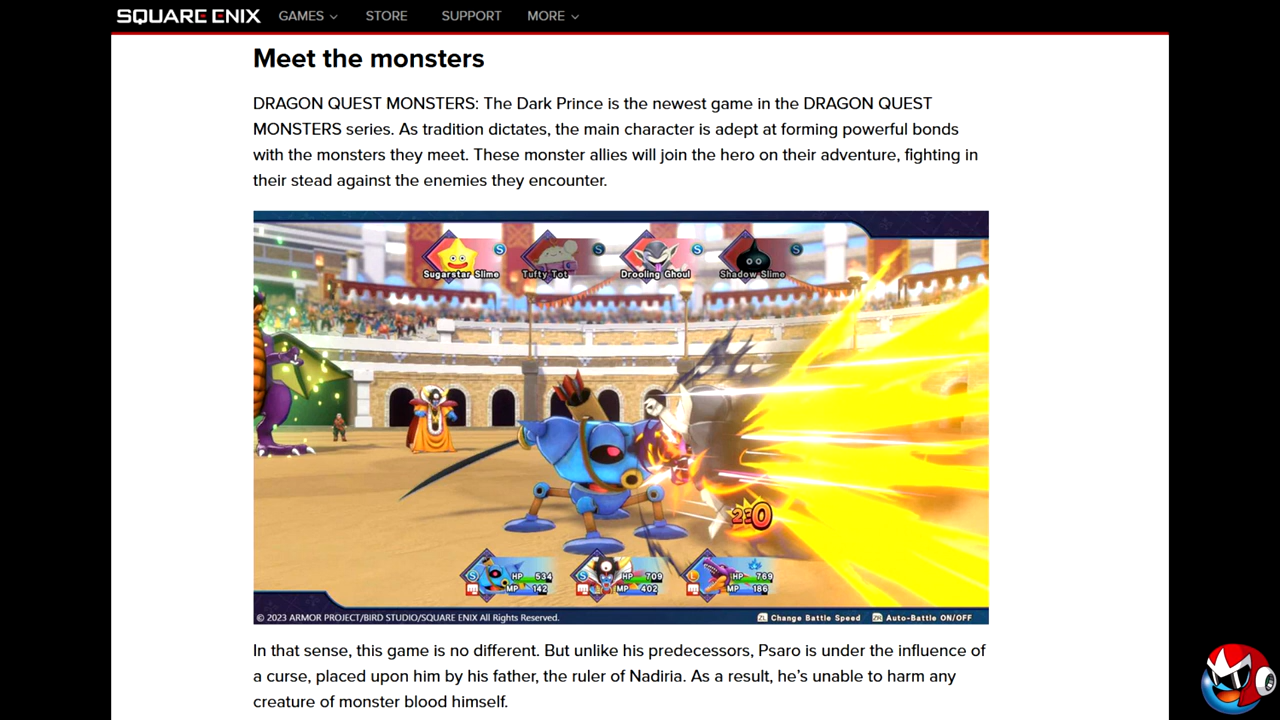 SQUARE ENIX GAMES STORE SUPPORT MORE
Meet the monsters
DRAGON QUEST MONSTERS: The Dark Prince is the newest game in the DRAGON QUEST
MONSTERS series. As tradition dictates, the main character is adept at forming powerful bonds
with the monsters they meet. These monster allies will join the hero on their adventure, fighting in
their stead against the enemies they encounter.
S S S S
Sugarstar Slime Tufty Tot Drooling Ghoul Shadow Slime
230
S HP 534 S HP 709 L HP 769
MP 142 MP 402 MP 186
© 2023 ARMOR PROJECT/BIRD STUDIO/SQUARE ENIX All Rights Reserved. ZL Change Battle Speed ZR Auto-Battle ON/OFF
In that sense, this game is no different. But unlike his predecessors, Psaro is under the influence of
a curse, placed upon him by his father, the ruler of Nadiria. As a result, he's unable to harm any
creature of monster blood himself.